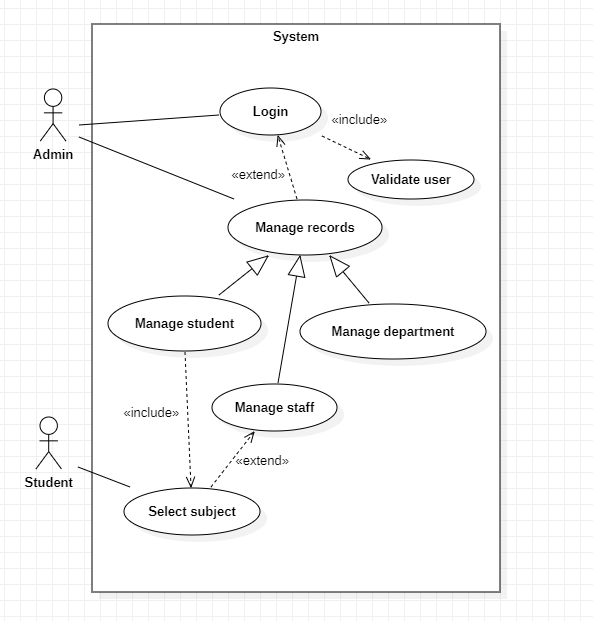 System
Login
«include»
Admin
Validate user
«extend»
Manage records
Manage student
Manage department
Manage staff
«include»
«extend»
Student
Select subject